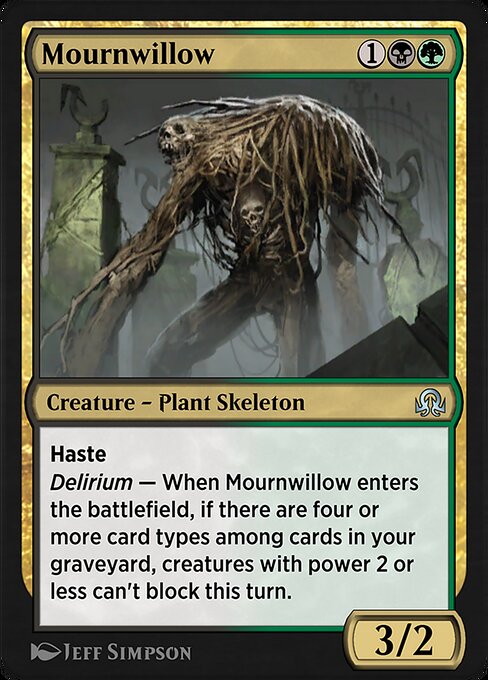 Mournwillow 1
Creature – Plant Skeleton
Haste
Delirium — When Mournwillow enters
the battlefield, if there are four or
more card types among cards in your
graveyard, creatures with power 2 or
less can't block this turn.
3/2
Jeff Simpson